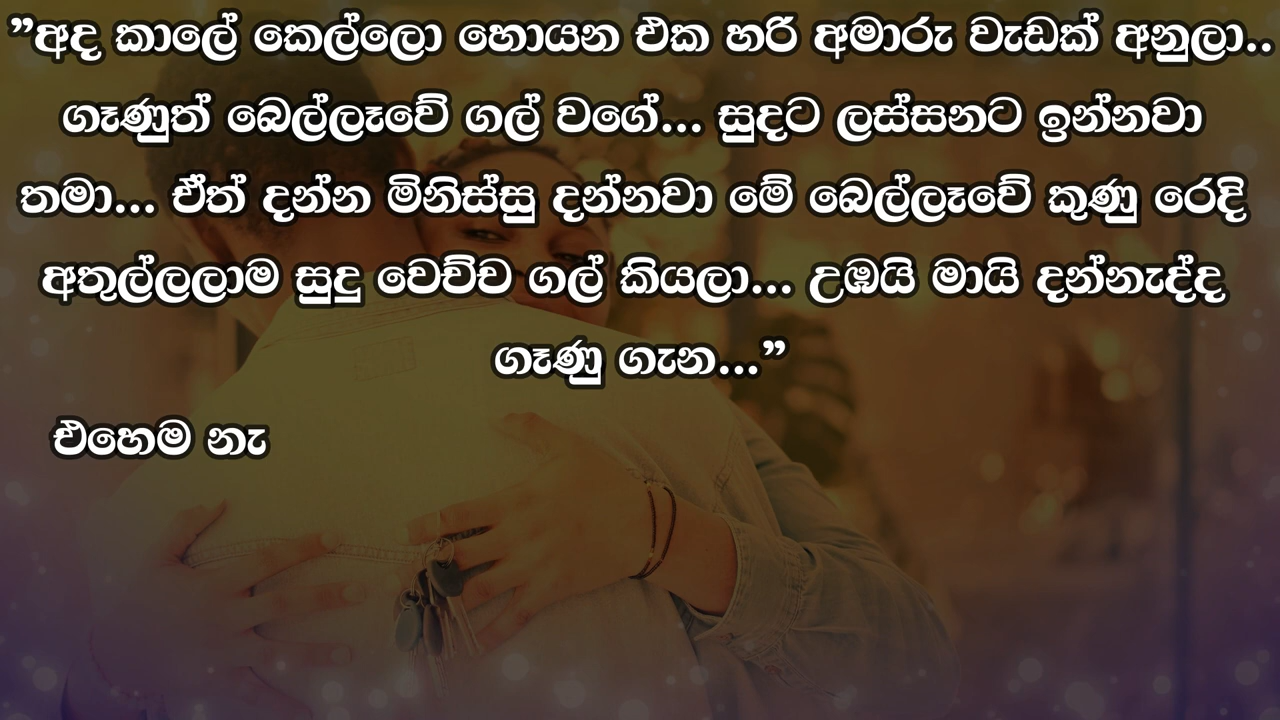 ”අද කාලේ කෙල්ලො හොයන එක හරි අමාරු වැඩක් අනුලා..
ගෑණුත් බෙල්ලෑවේ ගල් වගේ... සුදට ලස්සනට ඉන්නවා
තමා... ඒත් දන්න මිනිස්සු දන්නවා මේ බෙල්ලෑවේ කුණු රෙදි
අතුල්ලලාම සුදු වෙච්ච ගල් කියලා... උඹයි මායි දන්නැද්ද
ගෑණු ගැන...”
එහෙම නැ